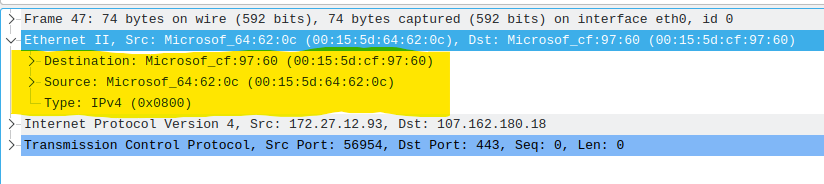 Frame 47: 74 bytes on wire (592 bits), 74 bytes captured (592 bits) on interface eth0, id 0
Ethernet II, Src: Microsof_64:62:0c (00:15:5d:64:62:0c), Dst: Microsof_cf:97:60 (00:15:5d:cf:97:60)
Destination: Microsof_cf:97:60 (00:15:5d:cf:97:60)
Source: Microsof_64:62:0c (00:15:5d:64:62:0c)
Type: IPv4 (0x0800)
Internet Protocol Version 4, Src: 172.27.12.93, Dst: 107.162.180.18
Transmission Control Protocol, Src Port: 56954, Dst Port: 443, Seq: 0, Len: 0